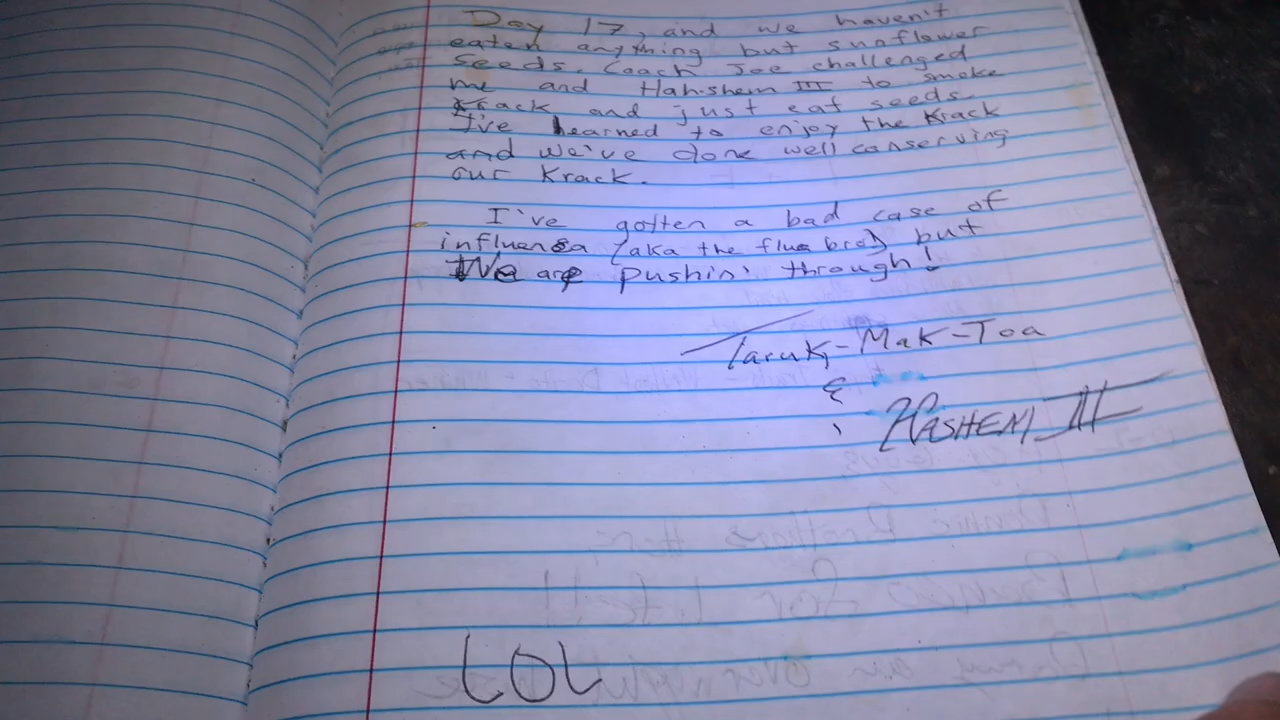 Day 17, and we haven't
eaten anything but sunflower
seeds. Coach Joe challenged
me and Hahshem III to smoke
Krack and just eat seeds
I've learned to enjoy the Krack
and we've done well conserving
our Krack.
I've gotten a bad case of
influensa (aka the flue bro) but
We are pushin' through!
Taruk-Mak-Toa
&
HASHEM III
LOL